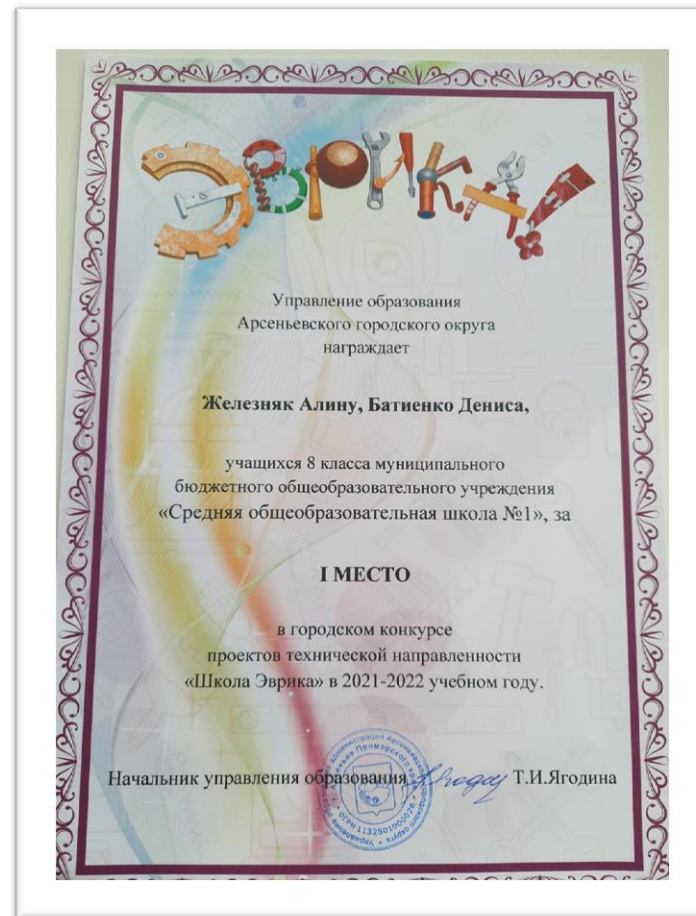 ЭВРИКА!
Управление образования
Арсеньевского городского округа
награждает
Железняк Алину, Батиенко Дениса,
учащихся 8 класса муниципального
бюджетного общеобразовательного учреждения
«Средняя общеобразовательная школа №1», за
I МЕСТО
в городском конкурсе
проектов технической направленности
«Школа Эврика» в 2021-2022 учебном году.
Начальник управления образования Т.И.Ягодина